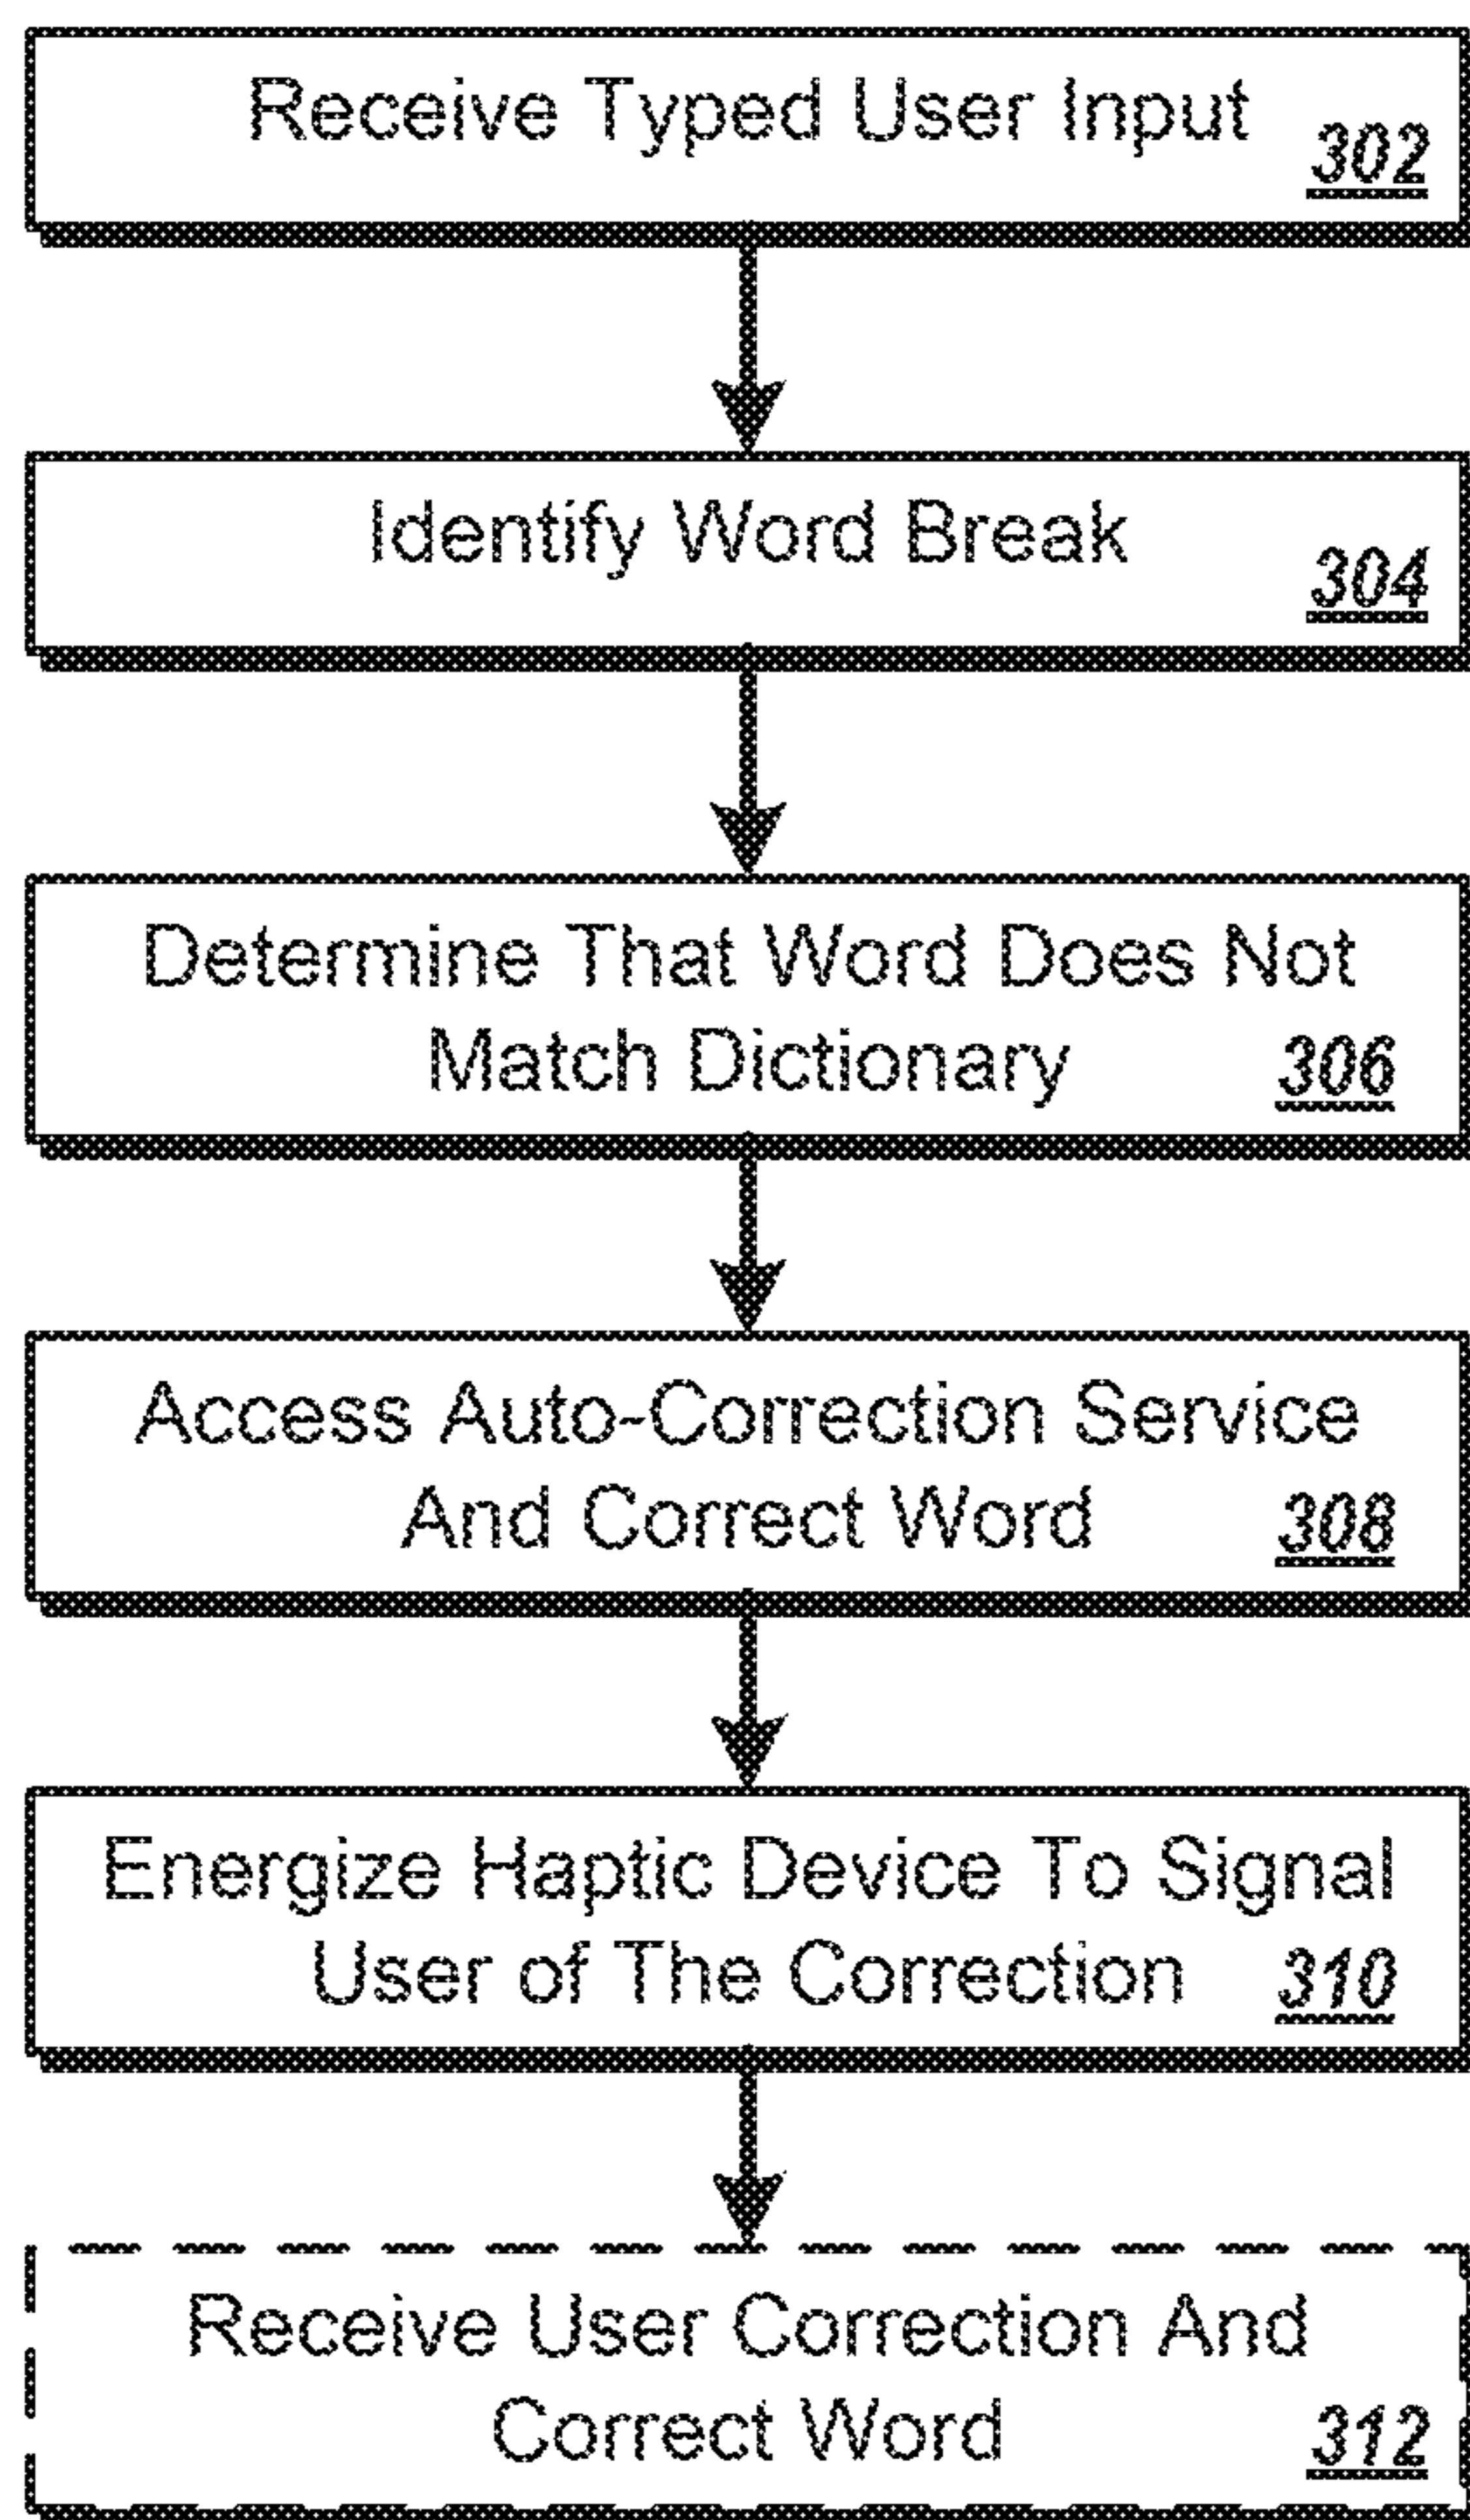 Receive Typed User Input
302
Identify Word Break
304
Determine That Word Does Not
Match Dictionary 306
Access Auto-Correction Service
And Correct Word 308
Energize Haptic Device To Signal
User of The Correction 310
Receive User Correction And
Correct Word 312